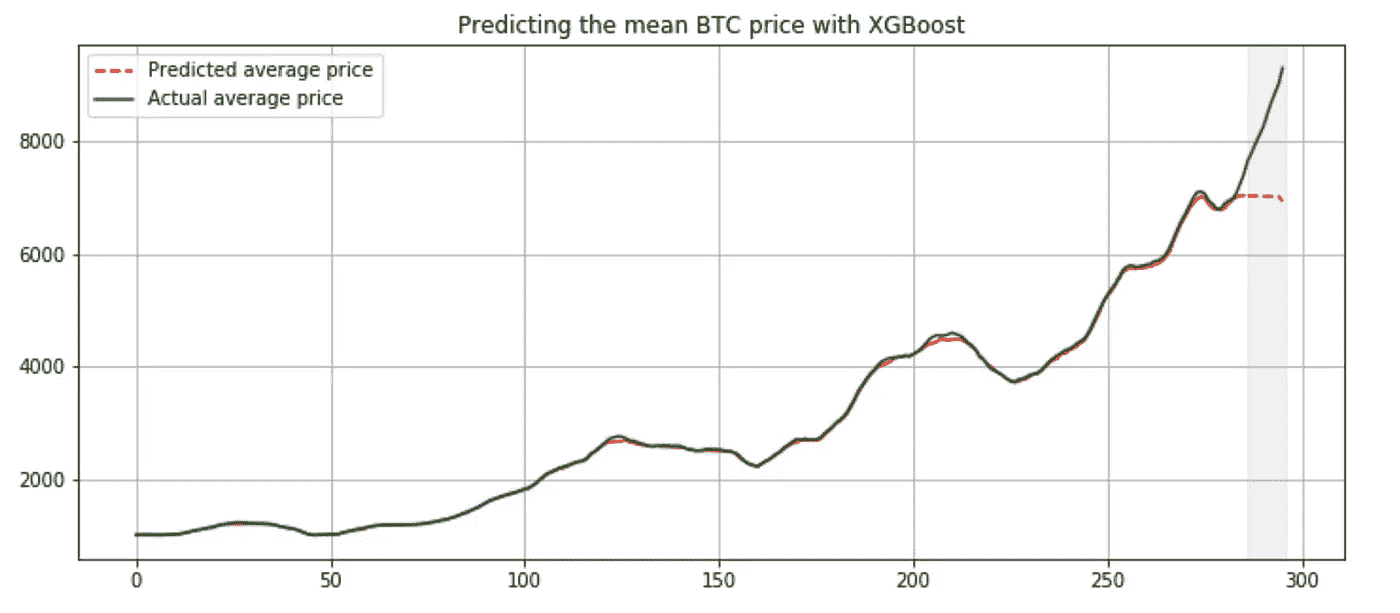 Predicting the mean BTC price with XGBoost
Predicted average price
Actual average price
8000
6000
4000
2000
0 50 100 150 200 250 300